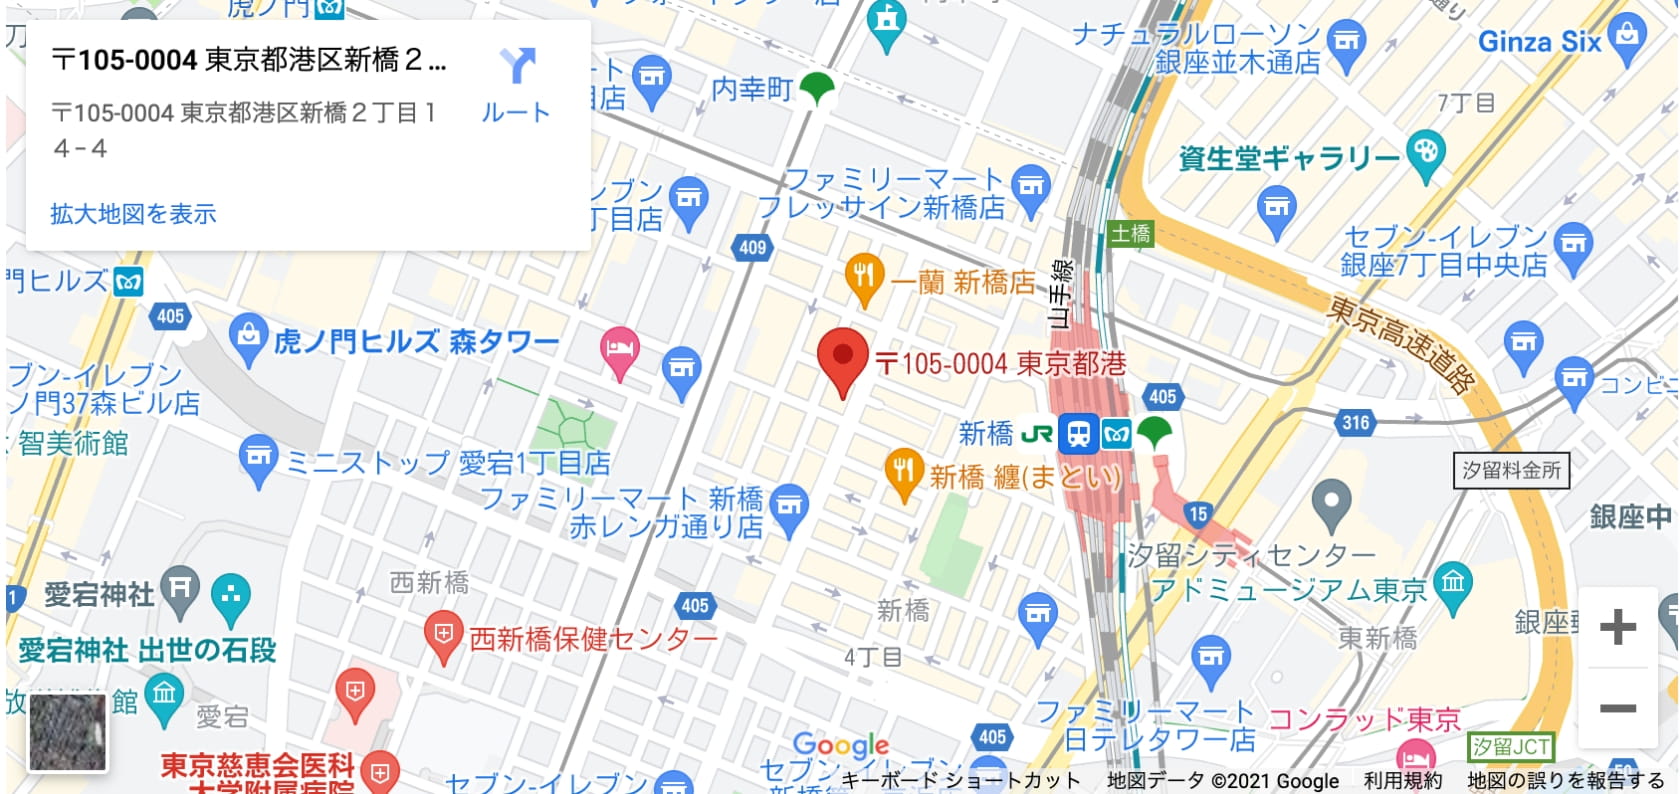 虎ノ門
〒105-0004 東京都港区新橋２...
〒105-0004 東京都港区新橋２丁目１
４−４
ルート
拡大地図を表示
内幸町
ナチュラルローソン
銀座並木通店
Ginza Six
7丁目
資生堂ギャラリー
ファミリーマート
フレッサイン新橋店
土橋
409
セブン-イレブン
銀座7丁目中央店
山手線
一蘭 新橋店
門ヒルズ
405
虎ノ門ヒルズ 森タワー
東京高速道路
〒105-0004 東京都港
ブン-イレブン
ノ門37森ビル店
コンビニ
405
316
新橋 JR
智美術館
ミニストップ 愛宕1丁目店
新橋 纏(まとい)
汐留料金所
ファミリーマート 新橋
赤レンガ通り店
15
銀座中
汐留シティセンター
アドミュージアム東京
西新橋
愛宕神社
1
405
新橋
銀座
東新橋
西新橋保健センター
愛宕神社 出世の石段
4丁目
館
愛宕
ファミリーマート
日テレタワー店
コンラッド東京
405
汐留JCT
東京慈恵会医科
大学附属病院
セブン-イレブン
セブン-イレブン
Google
キーボード ショートカット
地図データ ©2021 Google
利用規約
地図の誤りを報告する